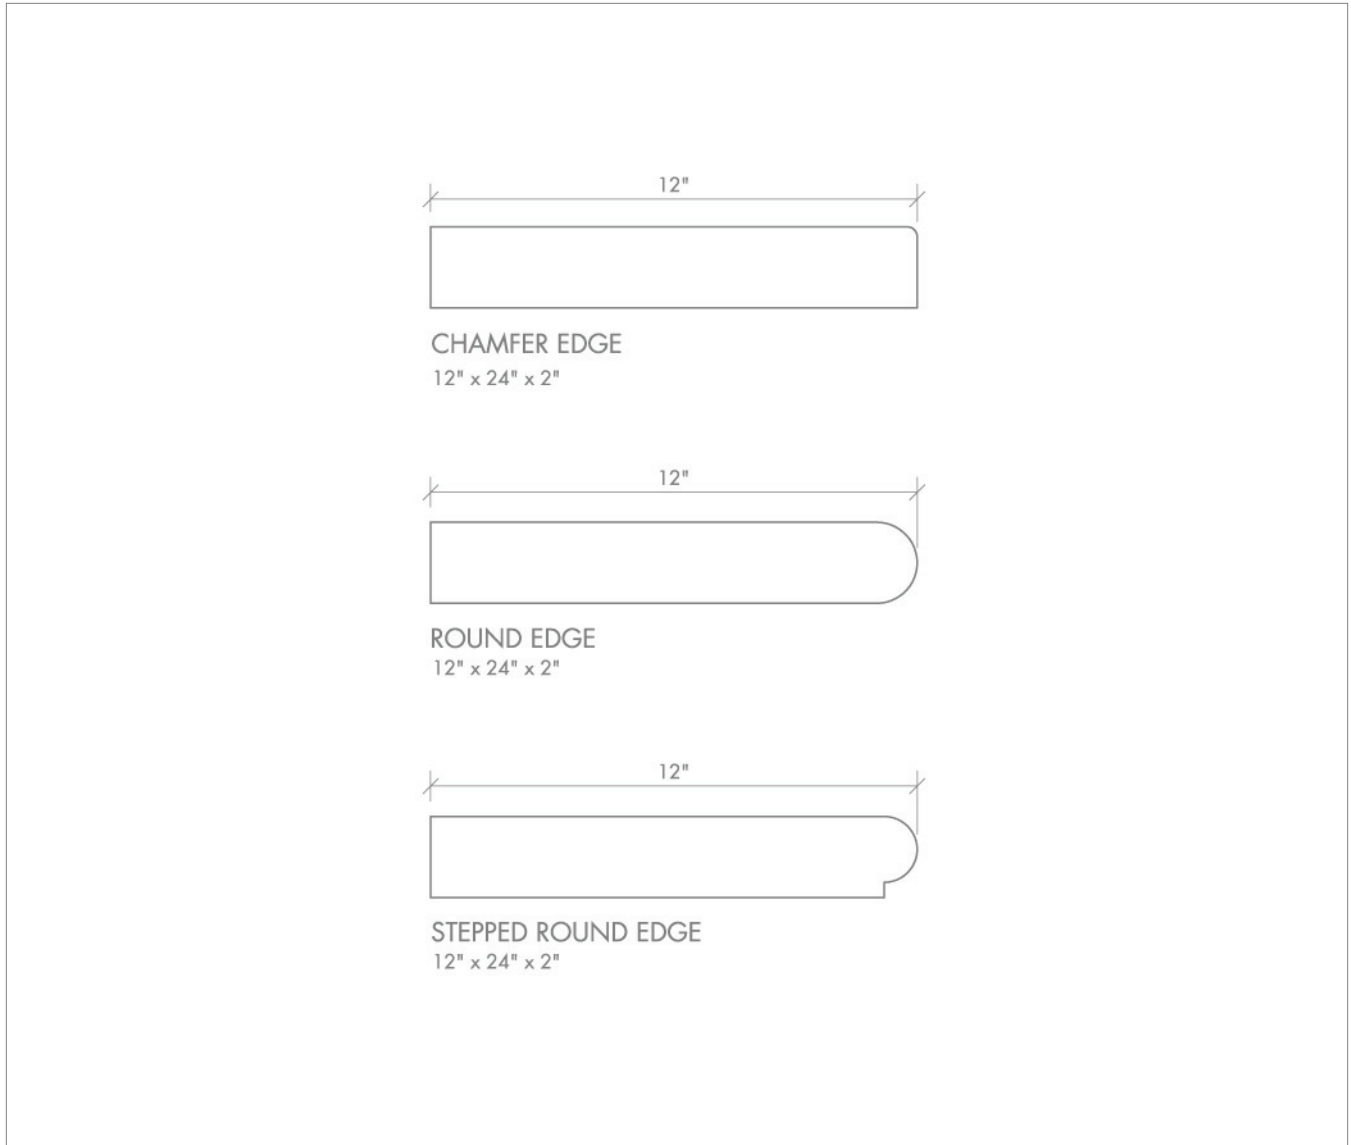 12"
CHAMFER EDGE
12" x 24" x 2"
12"
ROUND EDGE
12" x 24" x 2"
12"
STEPPED ROUND EDGE
12" x 24" x 2"